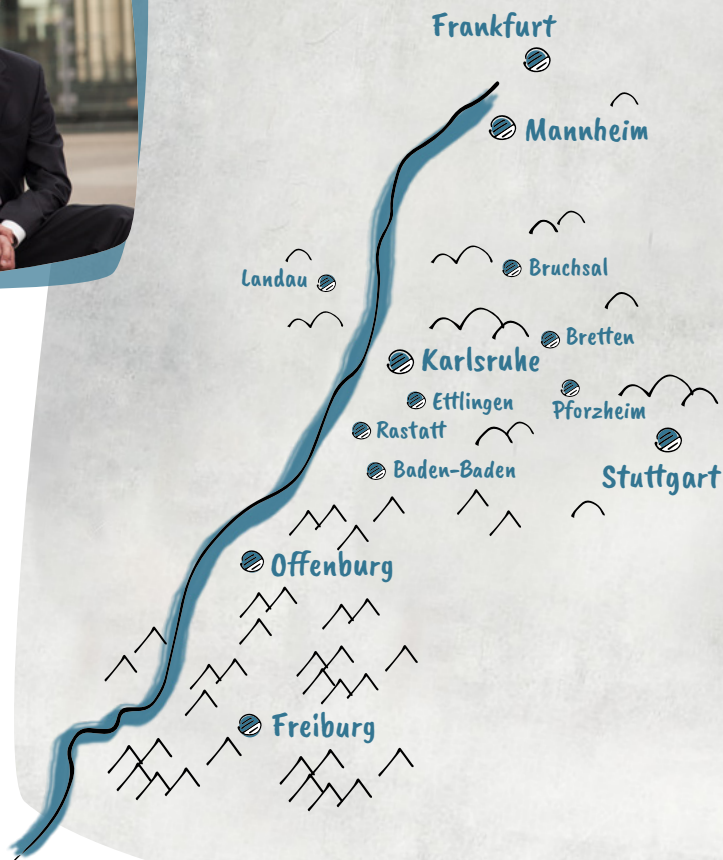 Frankfurt
Mannheim
Landau
Bruchsal
Bretten
Karlsruhe
Ettlingen
Pforzheim
Rastatt
Baden-Baden
Stuttgart
Offenburg
Freiburg